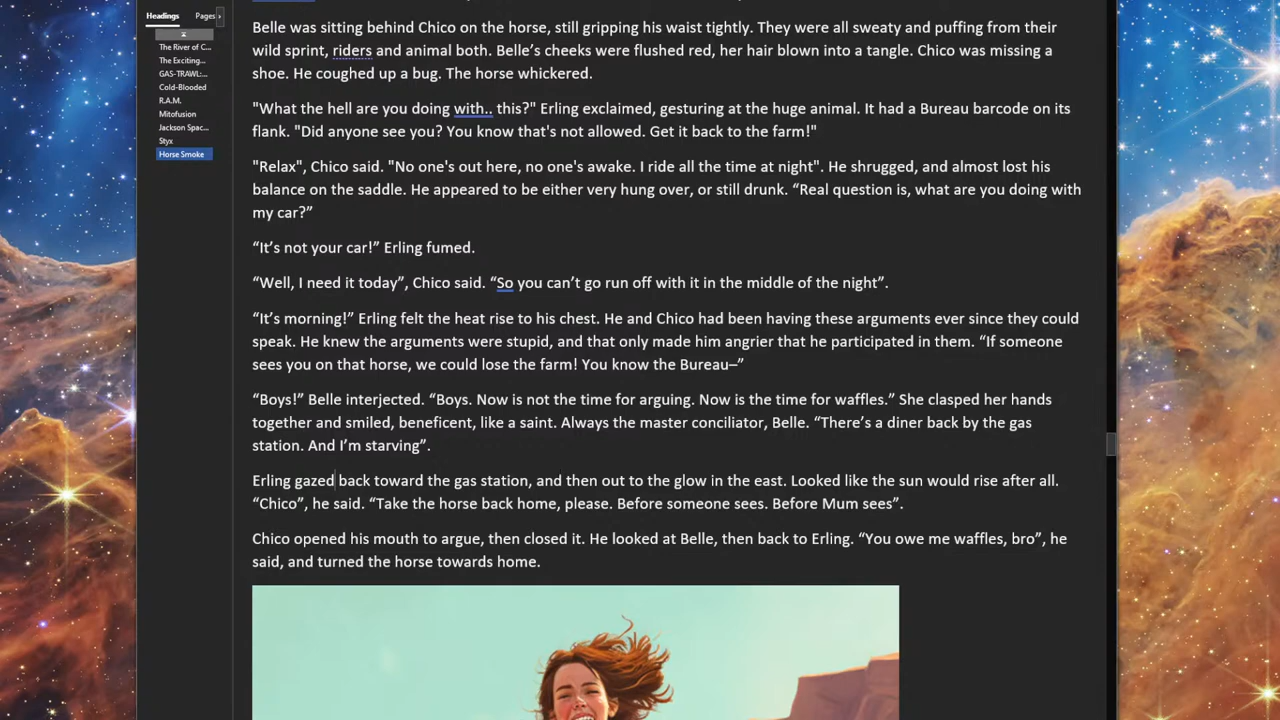 Headings
Pages
The River of C...
The Exciting...
GAS-TRAWL:...
Cold-Blooded
R.A.M.
Mitofusion
Jackson Spac...
Styx
Horse Smoke
Belle was sitting behind Chico on the horse, still gripping his waist tightly. They were all sweaty and puffing from their
wild sprint, riders and animal both. Belle’s cheeks were flushed red, her hair blown into a tangle. Chico was missing a
shoe. He coughed up a bug. The horse whickered.
"What the hell are you doing with.. this?" Erling exclaimed, gesturing at the huge animal. It had a Bureau barcode on its
flank. "Did anyone see you? You know that's not allowed. Get it back to the farm!"
"Relax", Chico said. "No one's out here, no one's awake. I ride all the time at night". He shrugged, and almost lost his
balance on the saddle. He appeared to be either very hung over, or still drunk. “Real question is, what are you doing with
my car?”
“It’s not your car!” Erling fumed.
“Well, I need it today”, Chico said. “So you can’t go run off with it in the middle of the night”.
“It’s morning!” Erling felt the heat rise to his chest. He and Chico had been having these arguments ever since they could
speak. He knew the arguments were stupid, and that only made him angrier that he participated in them. “If someone
sees you on that horse, we could lose the farm! You know the Bureau–”
“Boys!” Belle interjected. “Boys. Now is not the time for arguing. Now is the time for waffles.” She clasped her hands
together and smiled, beneficent, like a saint. Always the master conciliator, Belle. “There’s a diner back by the gas
station. And I’m starving”.
Erling gazed back toward the gas station, and then out to the glow in the east. Looked like the sun would rise after all.
“Chico”, he said. “Take the horse back home, please. Before someone sees. Before Mum sees”.
Chico opened his mouth to argue, then closed it. He looked at Belle, then back to Erling. “You owe me waffles, bro”, he
said, and turned the horse towards home.